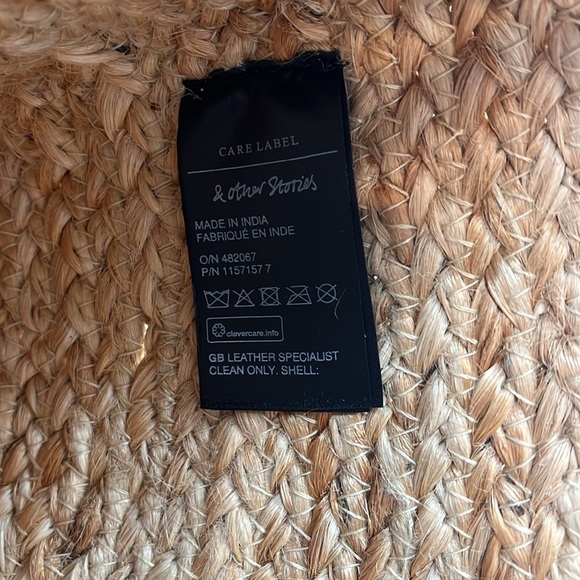 CARE LABEL
& other Stories
MADE IN INDIA
FABRIQUÉ EN INDE
O/N 482067
P/N 1157157 7
clevercare.info
GB LEATHER SPECIALIST
CLEAN ONLY. SHELL: